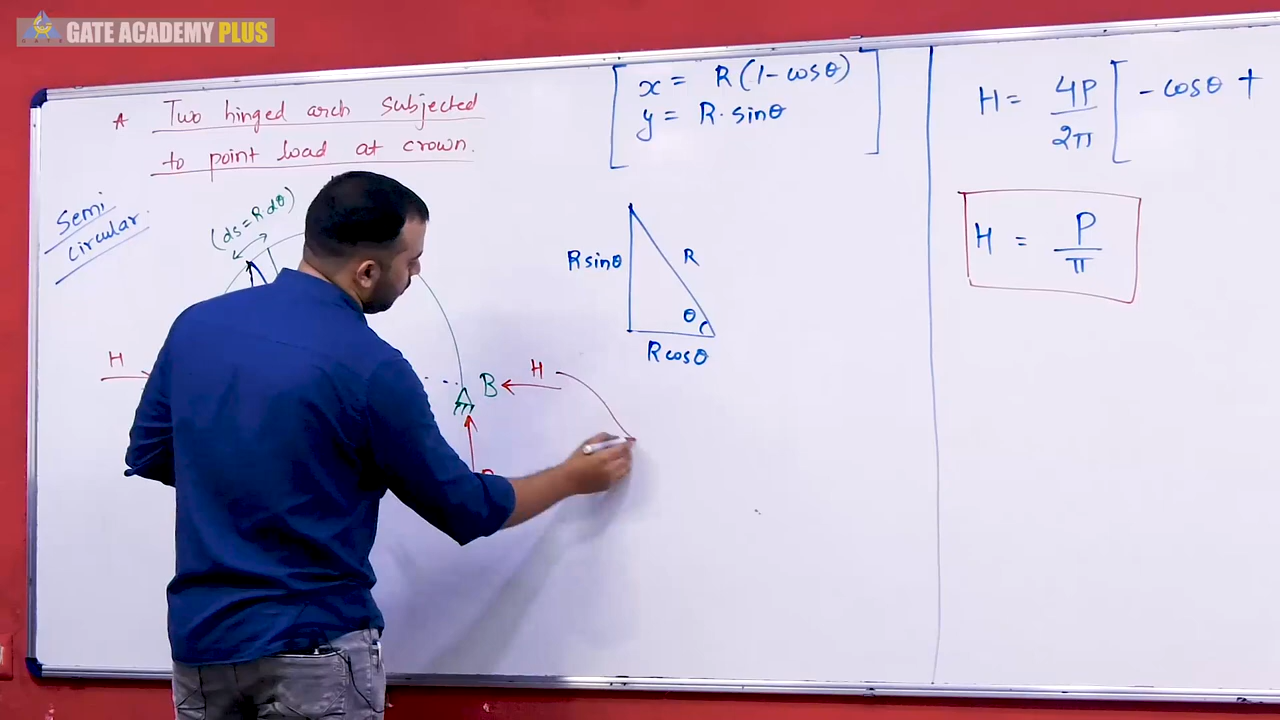 GATE ACADEMY PLUS
GATE
* Two hinged arch subjected
to point load at crown.
Semi
circular.
(ds = R dθ)
H
B
H
x = R(1 - cosθ)
y = R · sinθ
R sinθ
R
θ
R cosθ
H = 4P/2π [ - cosθ +
H = P/π